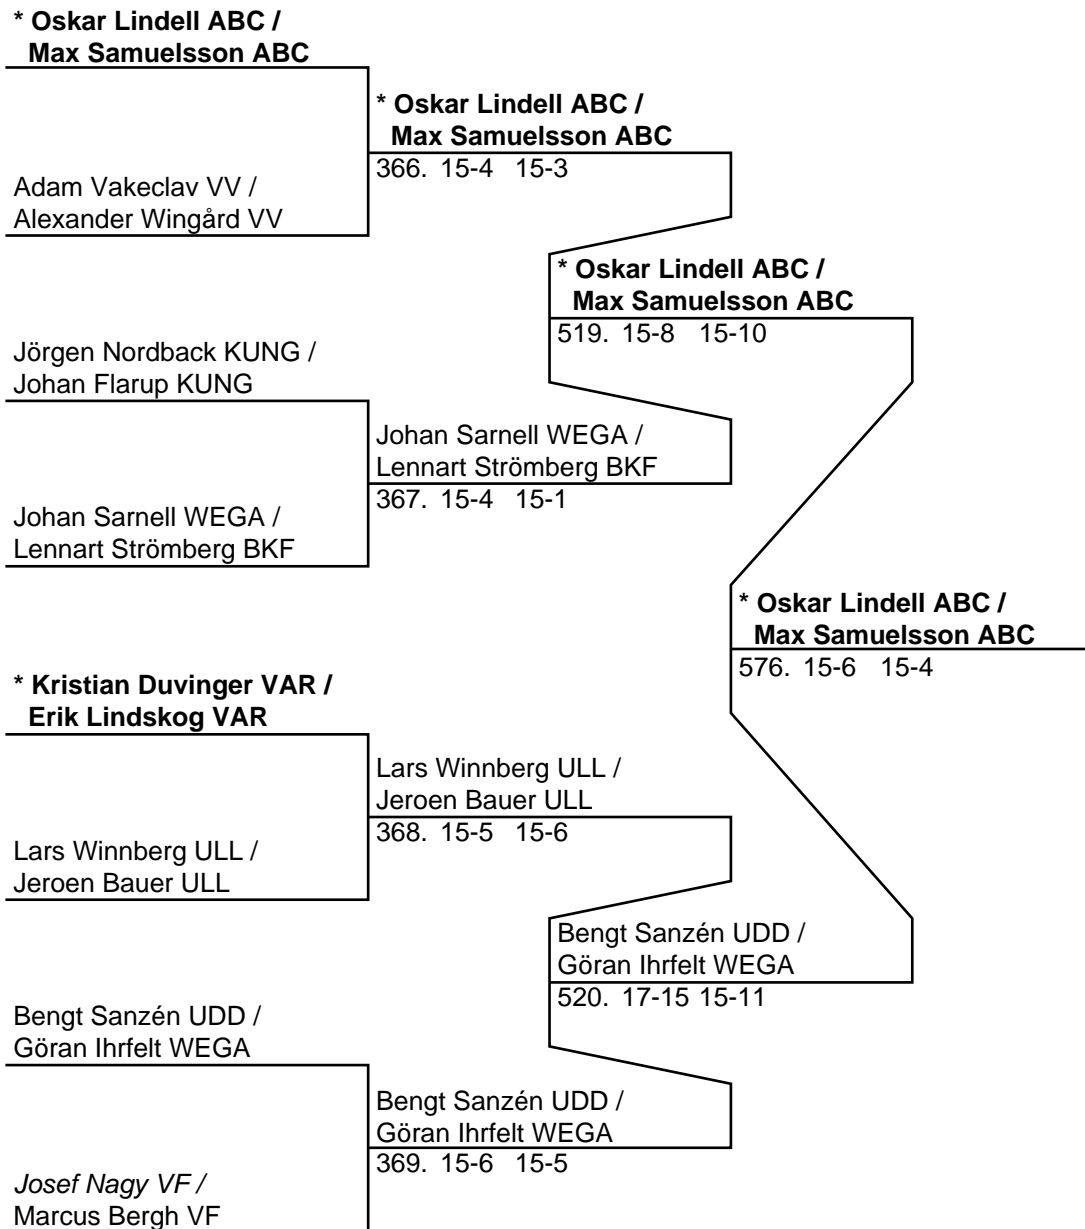 * Oskar Lindell ABC /
Max Samuelsson ABC
* Oskar Lindell ABC /
Max Samuelsson ABC
366. 15-4 15-3
Adam Vakeclav VV /
Alexander Wingård VV
* Oskar Lindell ABC /
Max Samuelsson ABC
519. 15-8 15-10
Jörgen Nordback KUNG /
Johan Flarup KUNG
Johan Sarnell WEGA /
Lennart Strömberg BKF
367. 15-4 15-1
Johan Sarnell WEGA /
Lennart Strömberg BKF
* Oskar Lindell ABC /
Max Samuelsson ABC
576. 15-6 15-4
* Kristian Duvinger VAR /
Erik Lindskog VAR
Lars Winnberg ULL /
Jeroen Bauer ULL
368. 15-5 15-6
Lars Winnberg ULL /
Jeroen Bauer ULL
Bengt Sanzén UDD /
Göran Ihrfelt WEGA
520. 17-15 15-11
Bengt Sanzén UDD /
Göran Ihrfelt WEGA
Bengt Sanzén UDD /
Göran Ihrfelt WEGA
369. 15-6 15-5
Josef Nagy VF /
Marcus Bergh VF